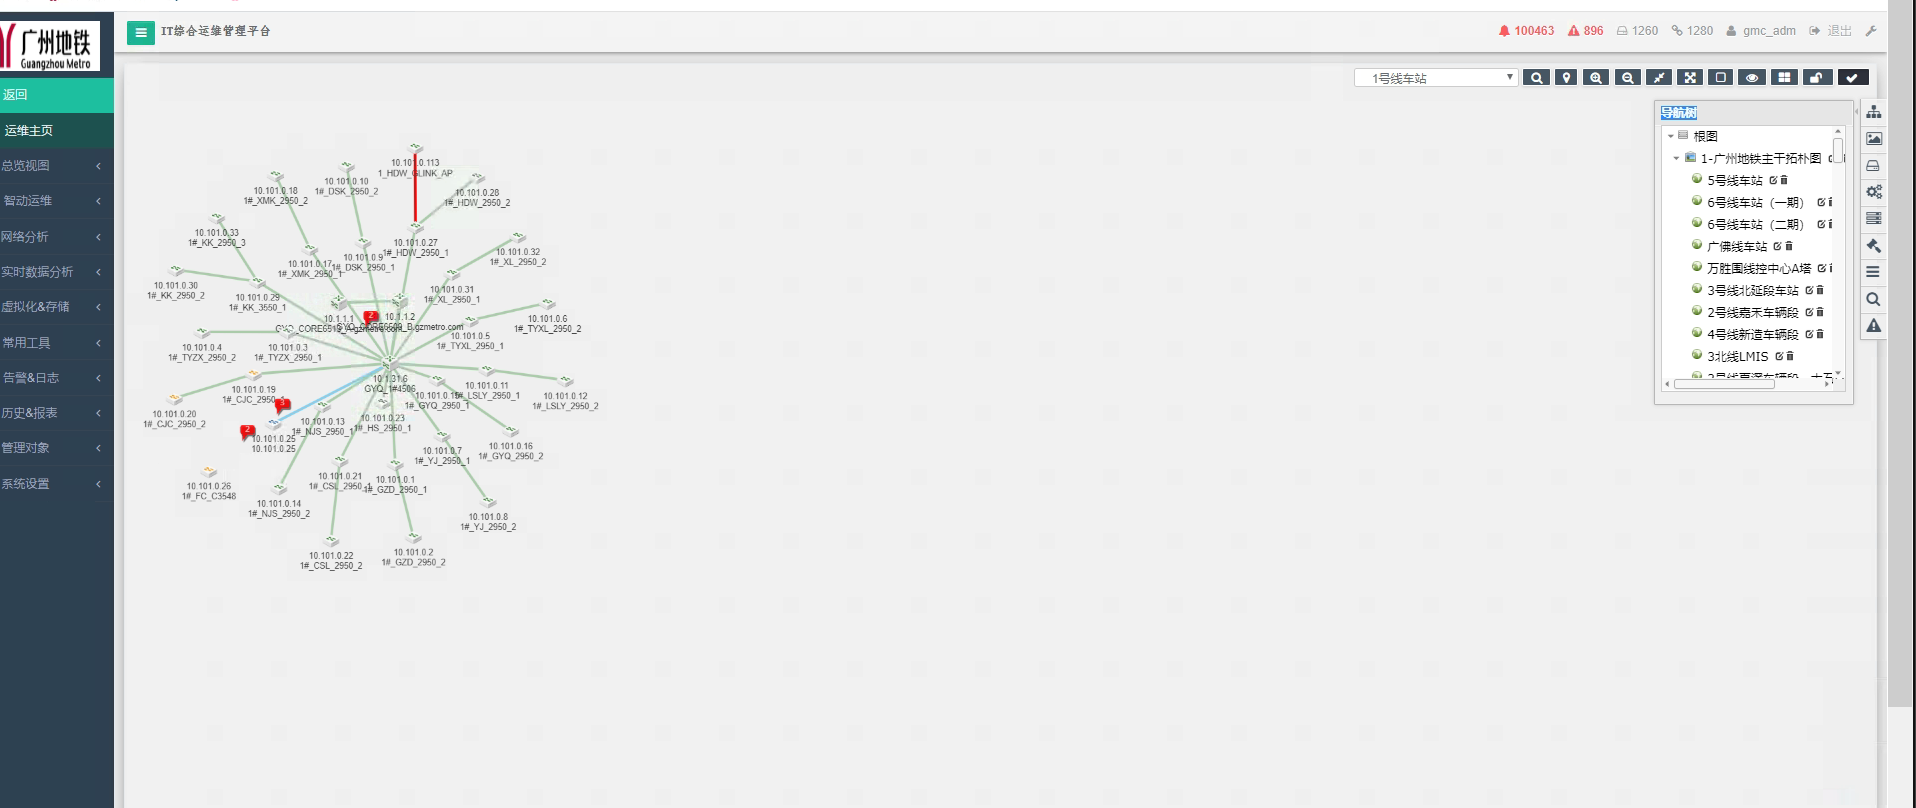 广州地铁
Guangzhou Metro
IT综合运维管理平台
100463 896 1260 1280 gmc_adm 退出
返回
运维主页
总览视图
智动运维
网络分析
实时数据分析
虚拟化&存储
常用工具
告警&日志
历史&报表
管理对象
系统设置
1号线车站
导航树
根图
1-广州地铁主干拓朴图
5号线车站
6号线车站（一期）
6号线车站（二期）
广佛线车站
万胜围线控中心A塔
3号线北延段车站
2号线嘉禾车辆段
4号线新造车辆段
3北线LMIS
10.101.0.113
1_HDW_GLINK_AP
10.101.0.10
1#_DSK_2950_2
10.101.0.18
1#_XMK_2950_2
10.101.0.28
1#_HDW_2950_2
10.101.0.33
1#_KK_2950_3
10.101.0.27
1#_HDW_2950_1
10.101.0.9
1#_DSK_2950_1
10.101.0.17
1#_XMK_2950_1
10.101.0.32
1#_XL_2950_2
10.101.0.30
1#_KK_2950_2
10.101.0.29
1#_KK_3550_1
10.101.0.31
1#_XL_2950_1
10.1.1.1
10.1.1.2
2
10.101.0.6
1#_TYXL_2950_2
10.101.0.5
1#_TYXL_2950_1
10.101.0.4
1#_TYZX_2950_2
10.101.0.3
1#_TYZX_2950_1
10.1.31.6
GYQ_1#4506
10.101.0.19
1#_CJC_2950_1
10.101.0.11
1#_LSLY_2950_1
10.101.0.12
1#_LSLY_2950_2
1#_GYQ_2950_1
10.101.0.20
1#_CJC_2950_2
3
2
10.101.0.25
10.101.0.25
10.101.0.13
1#_NJS_2950_1
10.101.0.23
1#_HS_2950_1
10.101.0.7
1#_YJ_2950_1
10.101.0.16
1#_GYQ_2950_2
10.101.0.26
1#_FC_C3548
10.101.0.21
1#_CSL_2950_1
10.101.0.1
1#_GZD_2950_1
10.101.0.14
1#_NJS_2950_2
10.101.0.8
1#_YJ_2950_2
10.101.0.22
1#_CSL_2950_2
10.101.0.2
1#_GZD_2950_2